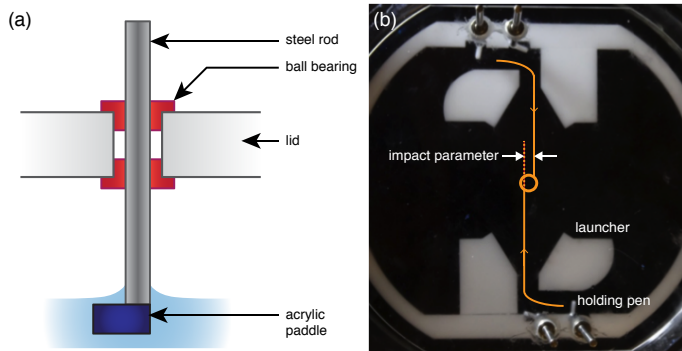 (a)
steel rod
ball bearing
lid
acrylic
paddle
(b)
impact parameter
launcher
holding pen